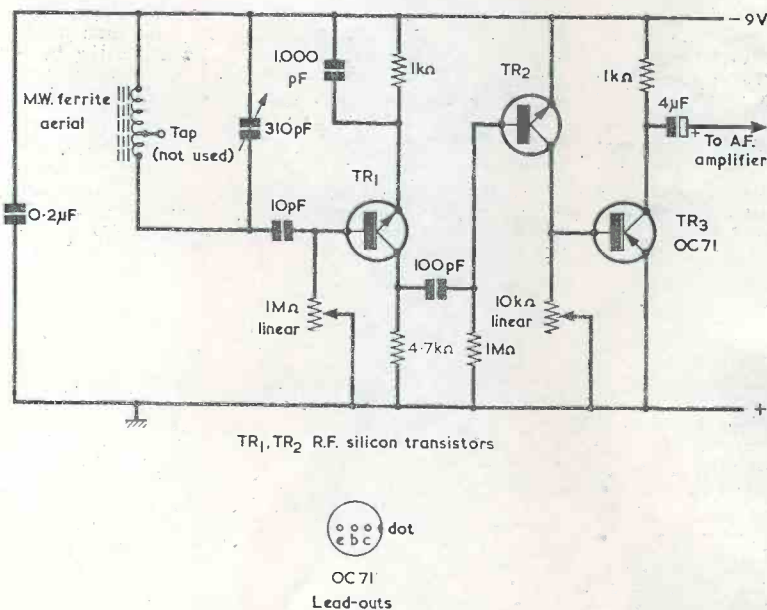 −9V
1,000
pF
1kΩ
TR2
1kΩ
4μF
+
To A.F.
amplifier
M.W. ferrite
aerial
Tap
(not used)
310pF
TR1
0·2μF
10pF
TR3
OC71
100pF
1MΩ
linear
4·7kΩ
1MΩ
10kΩ
linear
+
TR1, TR2 R.F. silicon transistors
e b c
dot
OC71
Lead-outs